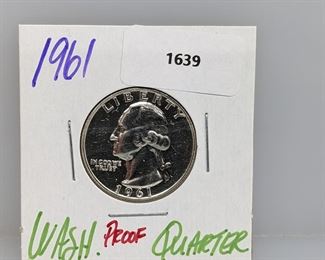 1961
1639
LIBERTY
IN GOD WE
TRUST
1961
WASH. PROOF QUARTER